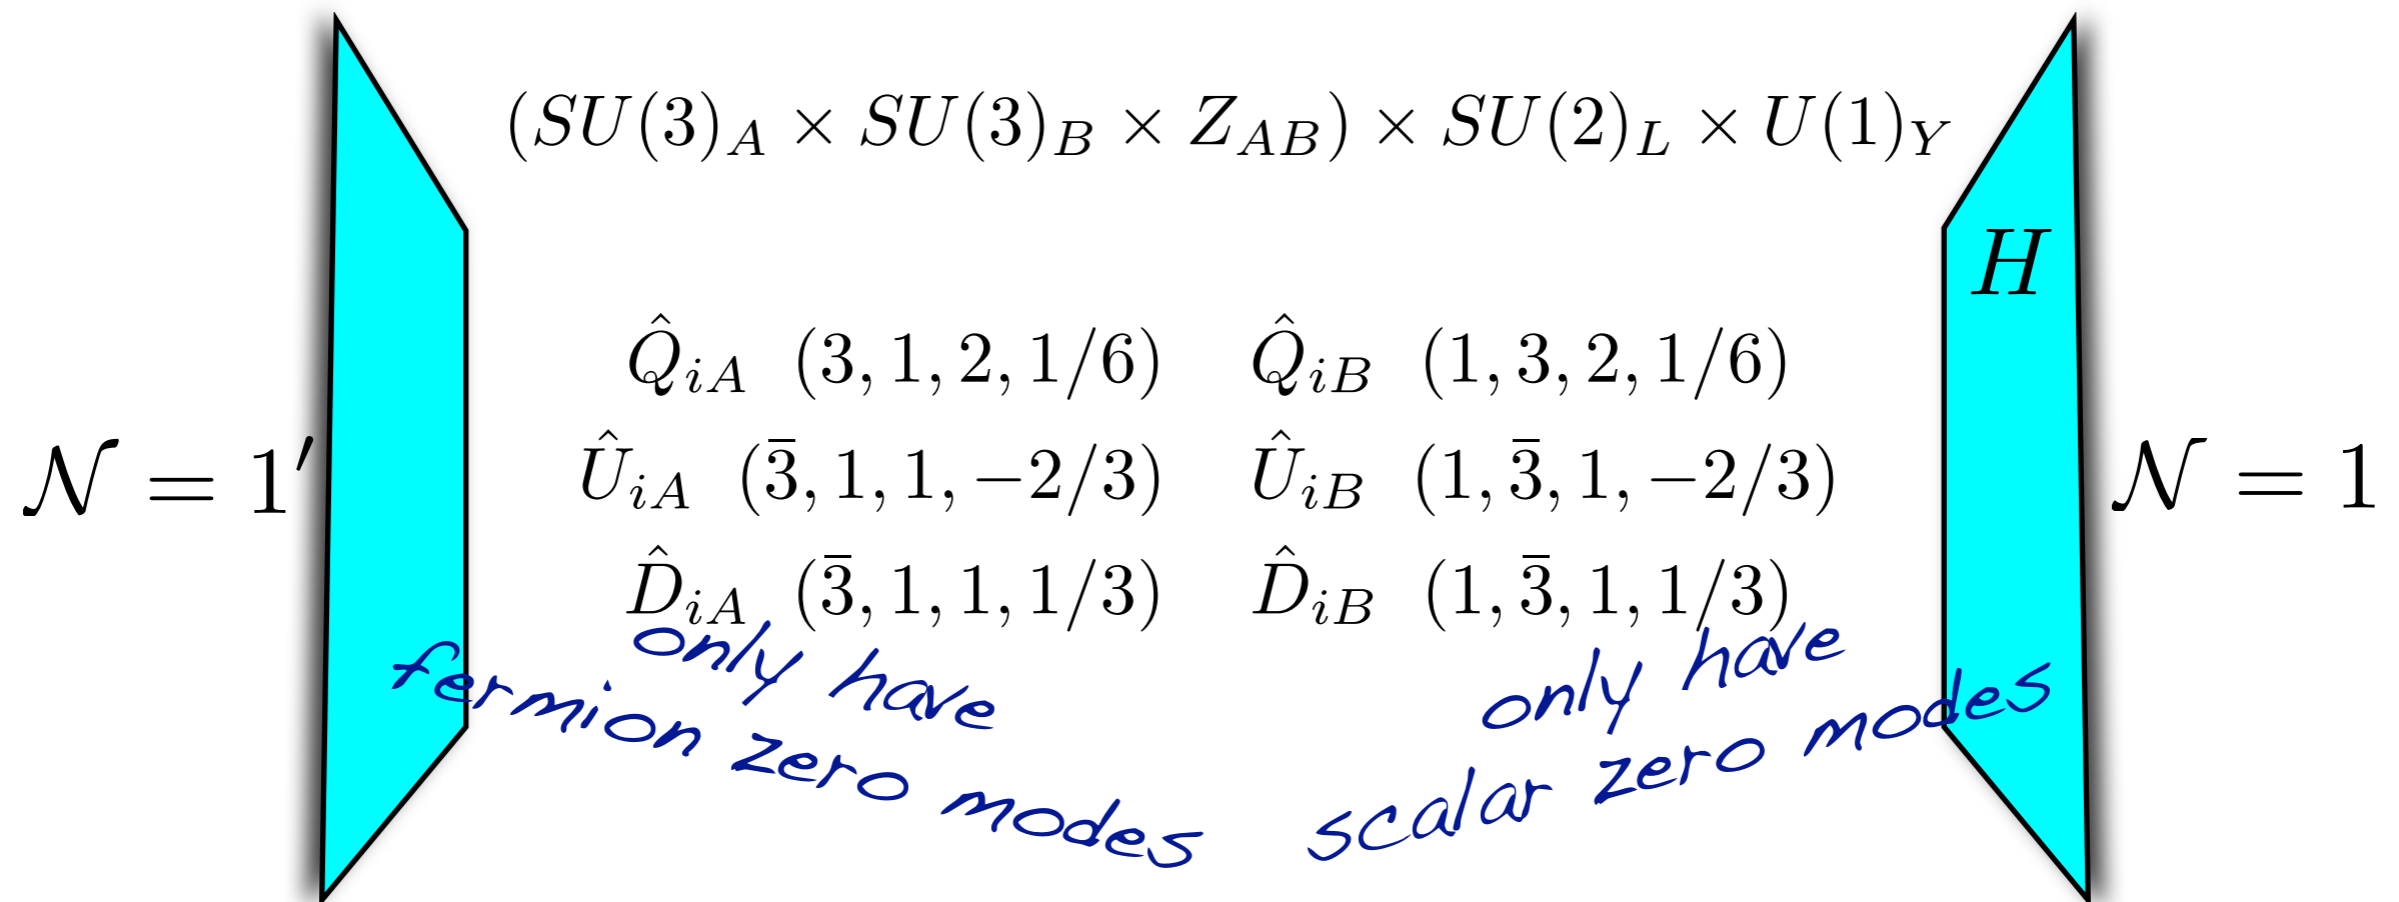 (SU(3)_A × SU(3)_B × Z_{AB}) × SU(2)_L × U(1)_Y
H
Q̂_{iA} (3, 1, 2, 1/6) Q̂_{iB} (1, 3, 2, 1/6)
𝒩 = 1′ Û_{iA} (3̅, 1, 1, −2/3) Û_{iB} (1, 3̅, 1, −2/3) 𝒩 = 1
D̂_{iA} (3̅, 1, 1, 1/3) D̂_{iB} (1, 3̅, 1, 1/3)
only have
fermion zero modes
only have
scalar zero modes